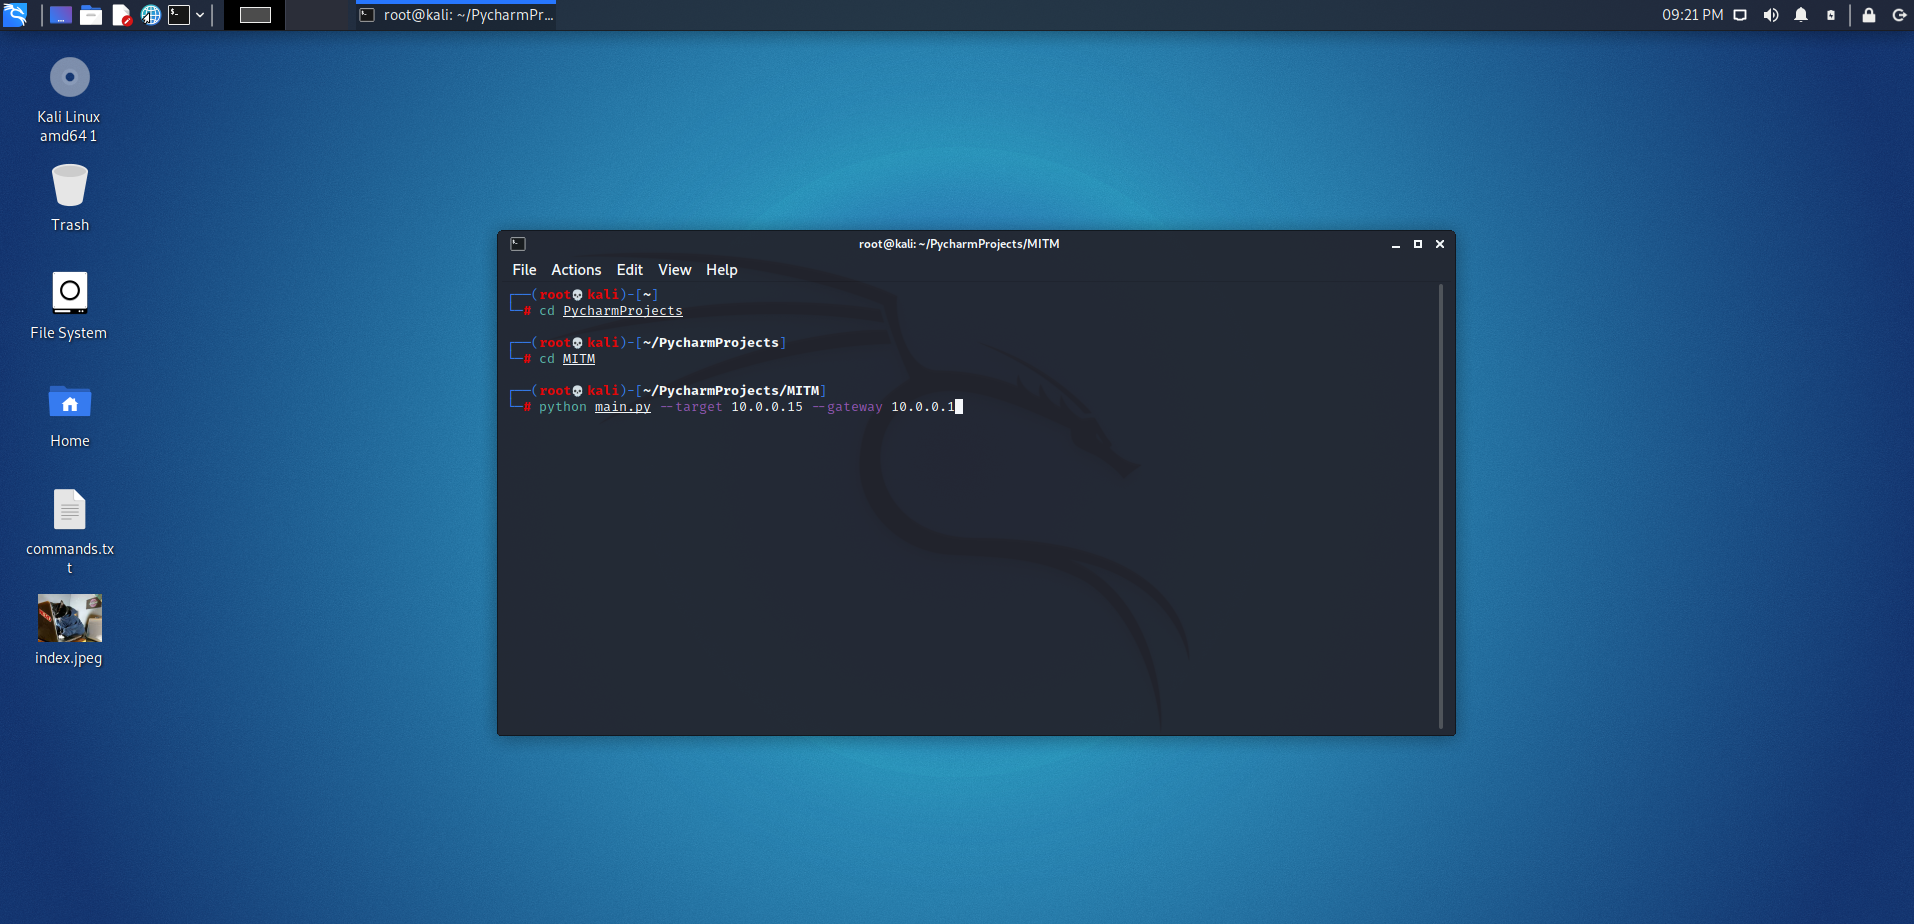 root@kali: ~/PycharmPr...
09:21 PM
Kali Linux
amd64 1
Trash
File System
Home
commands.tx
t
index.jpeg
root@kali: ~/PycharmProjects/MITM
File Actions Edit View Help
(root💀kali)-[~]
# cd PycharmProjects
(root💀kali)-[~/PycharmProjects]
# cd MITM
(root💀kali)-[~/PycharmProjects/MITM]
# python main.py --target 10.0.0.15 --gateway 10.0.0.1